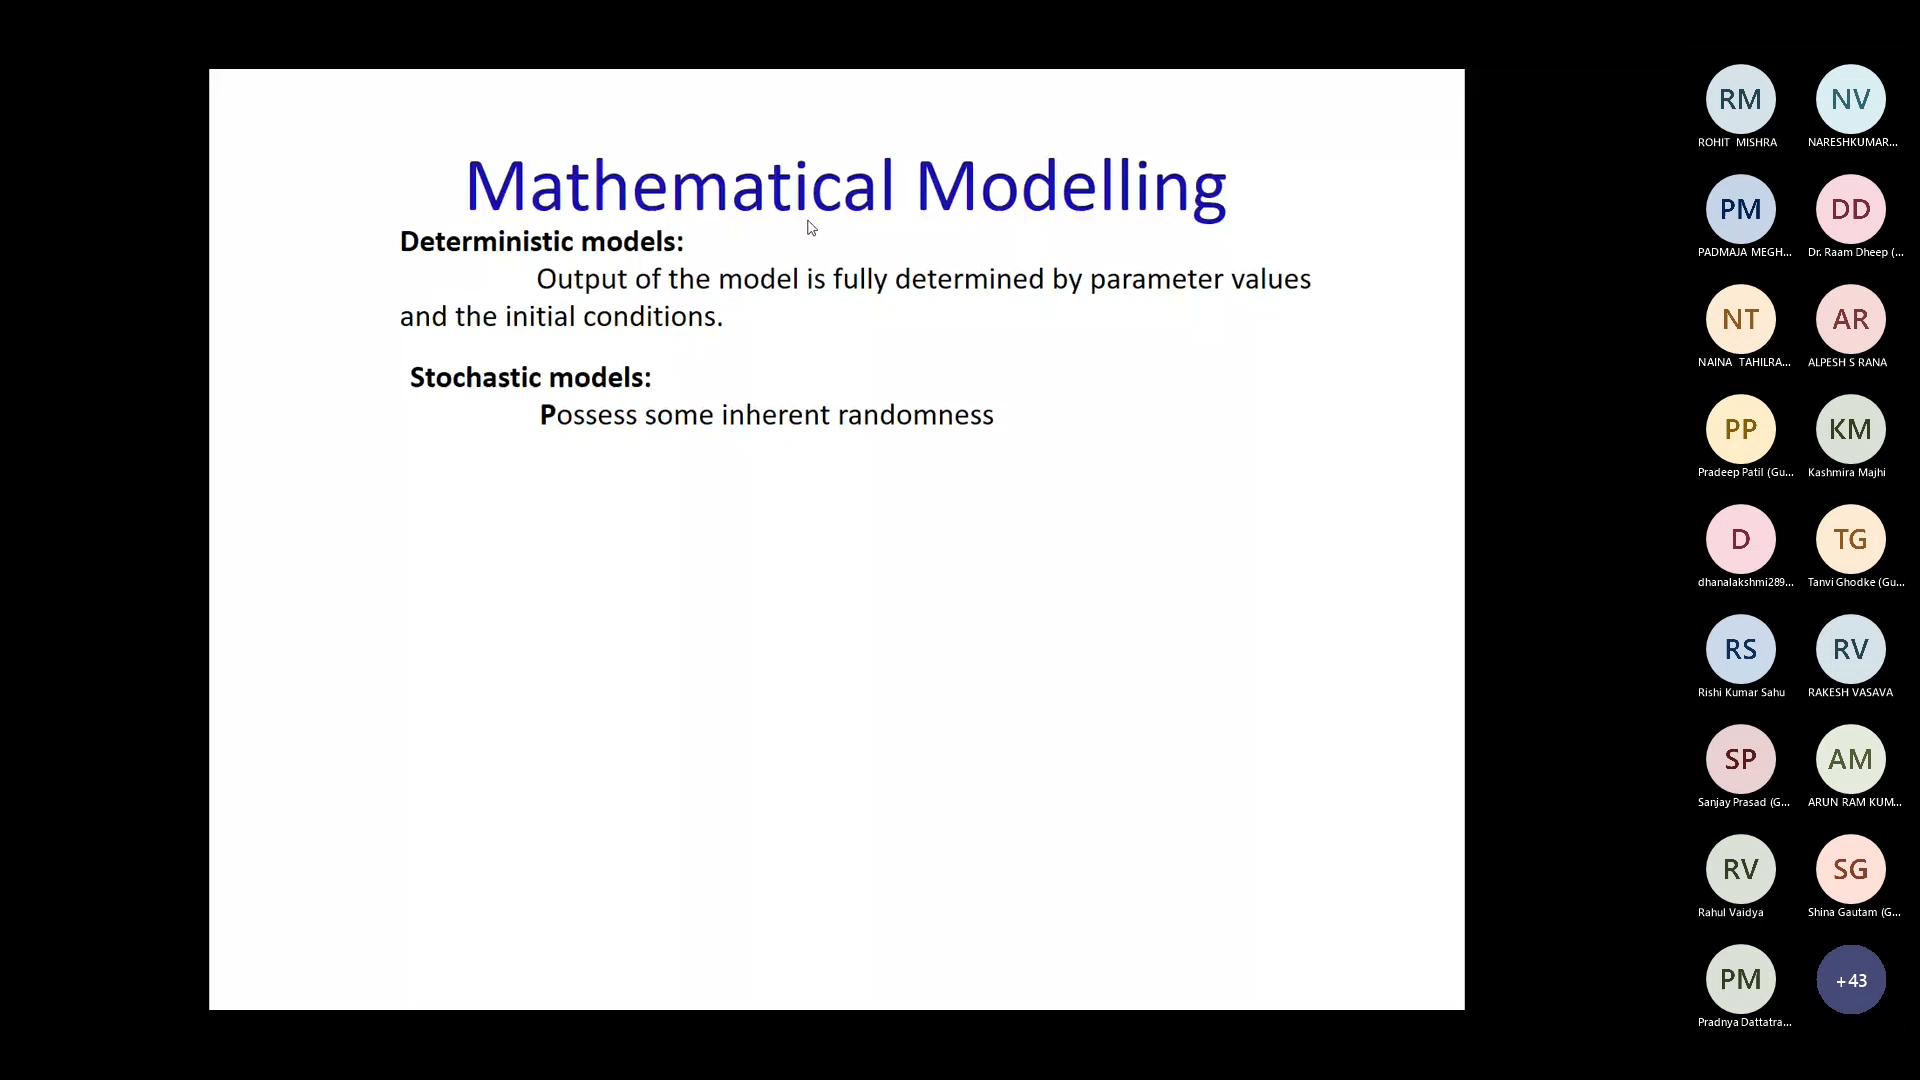 Mathematical Modelling
Deterministic models:
Output of the model is fully determined by parameter values
and the initial conditions.
Stochastic models:
Possess some inherent randomness
RM NV
ROHIT MISHRA NARESHKUMAR...
PM DD
PADMAJA MEGH... Dr. Raam Dheep (...
NT AR
NAINA TAHILRA... ALPESH S RANA
PP KM
Pradeep Patil (Gu... Kashmira Majhi
D TG
dhanalakshmi289... Tanvi Ghodke (Gu...
RS RV
Rishi Kumar Sahu RAKESH VASAVA
SP AM
Sanjay Prasad (G... ARUN RAM KUM...
RV SG
Rahul Vaidya Shina Gautam (G...
PM +43
Pradnya Dattatra...